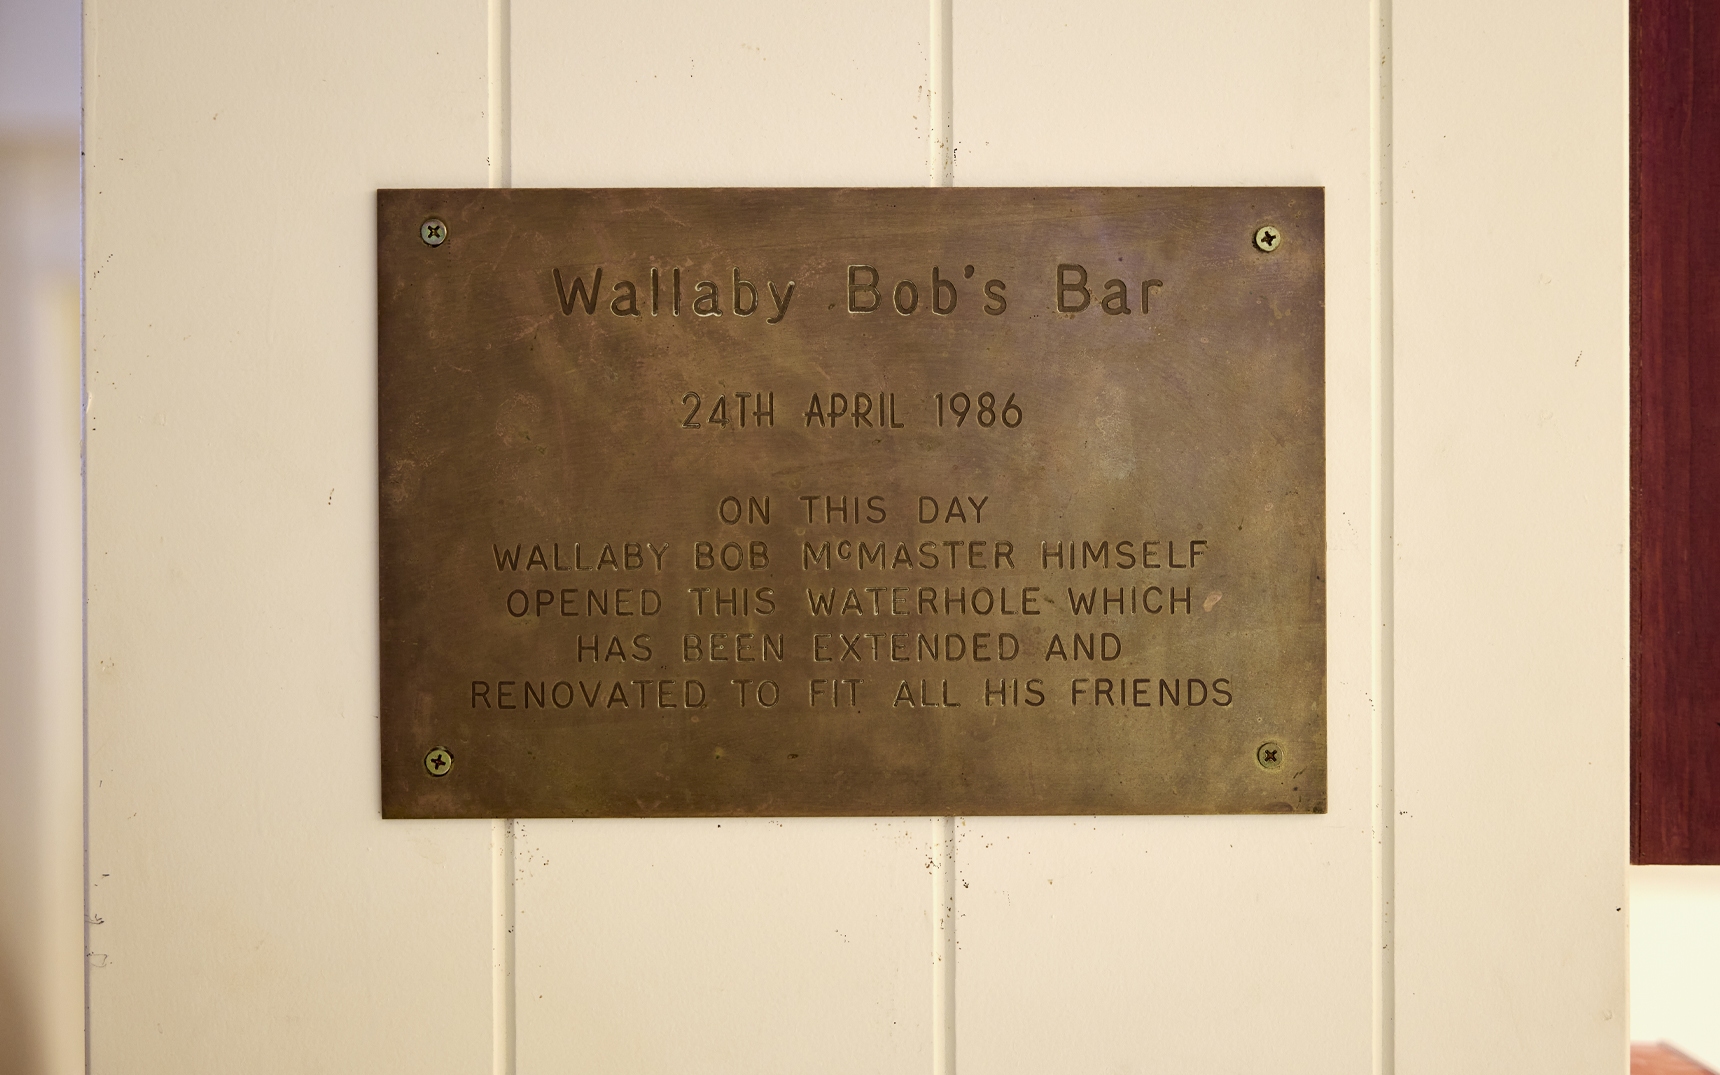 Wallaby Bob's Bar
24TH APRIL 1986
ON THIS DAY
WALLABY BOB McMASTER HIMSELF
OPENED THIS WATERHOLE WHICH
HAS BEEN EXTENDED AND
RENOVATED TO FIT ALL HIS FRIENDS